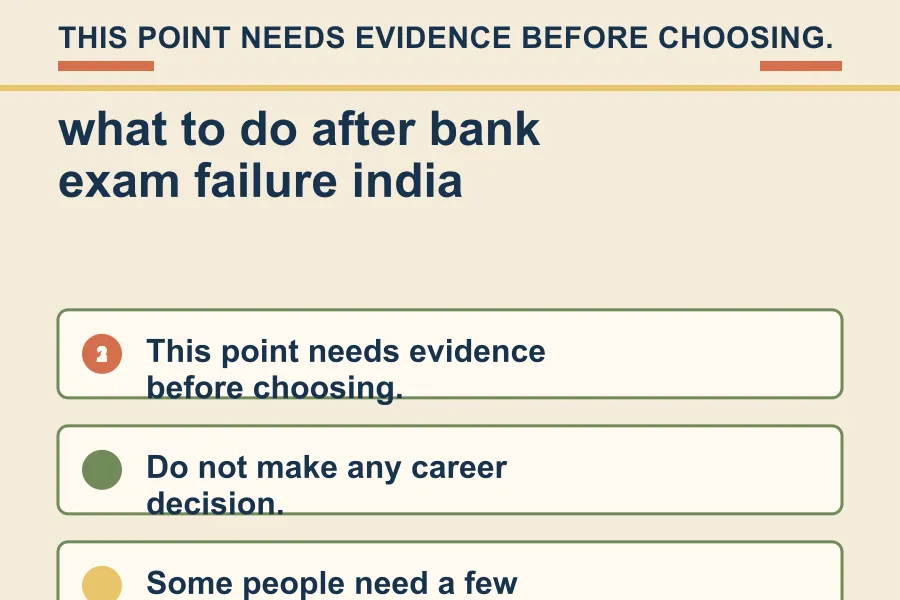 THIS POINT NEEDS EVIDENCE BEFORE CHOOSING.
what to do after bank
exam failure india
This point needs evidence
before choosing.
Do not make any career
decision.
Some people need a few